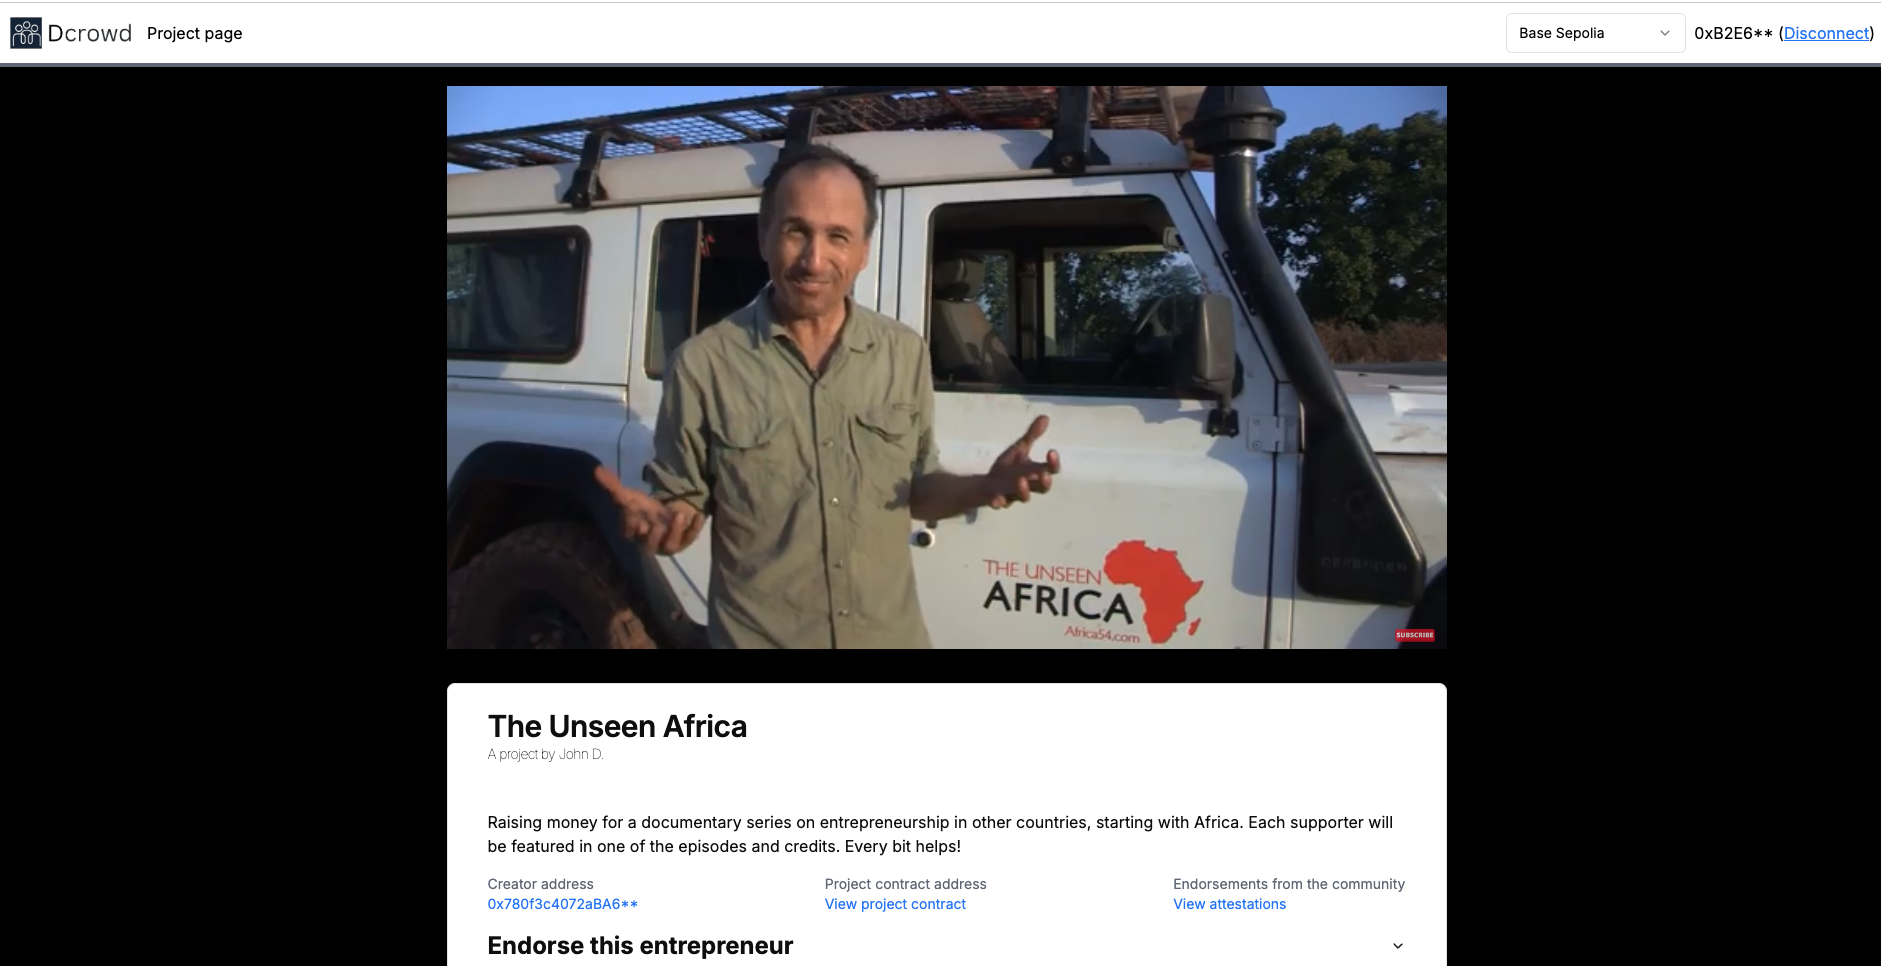 Dcrowd Project page Base Sepolia 0xB2E6** (Disconnect)
THE UNSEEN
AFRICA
Africa54.com
SUBSCRIBE
The Unseen Africa
A project by John D.
Raising money for a documentary series on entrepreneurship in other countries, starting with Africa. Each supporter will
be featured in one of the episodes and credits. Every bit helps!
Creator address Project contract address Endorsements from the community
0x780f3c4072aBA6** View project contract View attestations
Endorse this entrepreneur